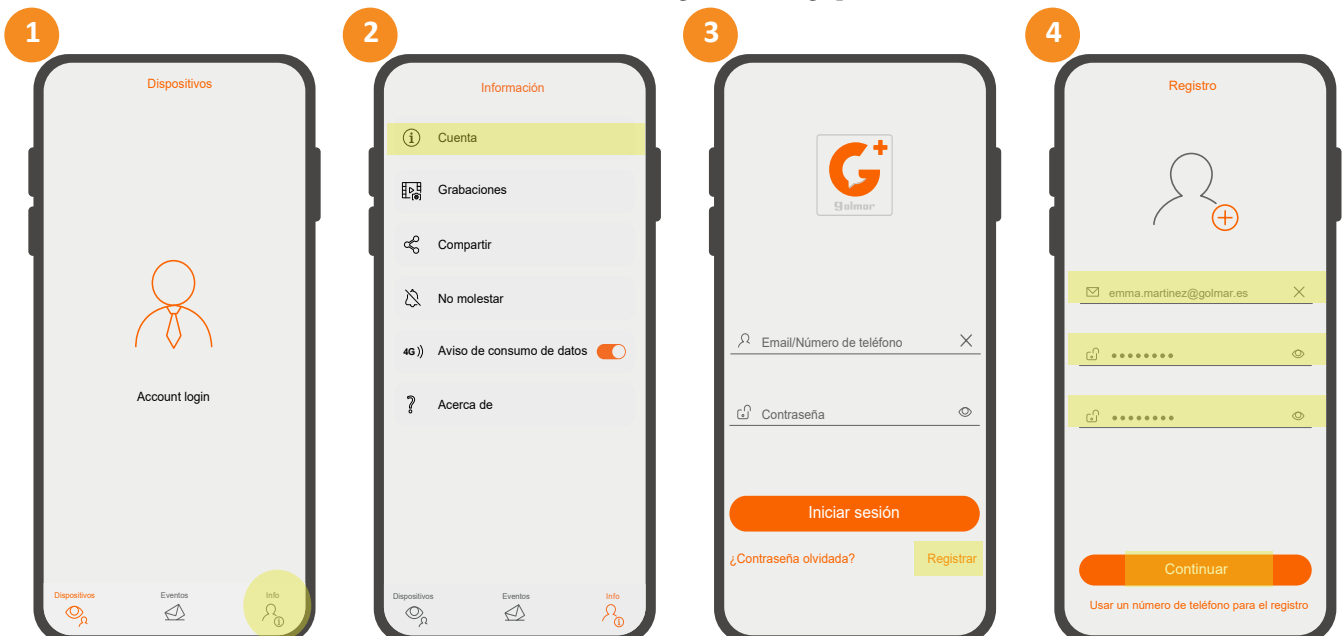 1
Dispositivos
Account login
Dispositivos
Eventos
Info
2
Información
Cuenta
Grabaciones
Compartir
No molestar
4G Aviso de consumo de datos
Acerca de
Dispositivos
Eventos
Info
3
G+
golmar
Email/Número de teléfono
Contraseña
Iniciar sesión
¿Contraseña olvidada? Registrar
4
Registro
emma.martinez@golmar.es
Continuar
Usar un número de teléfono para el registro